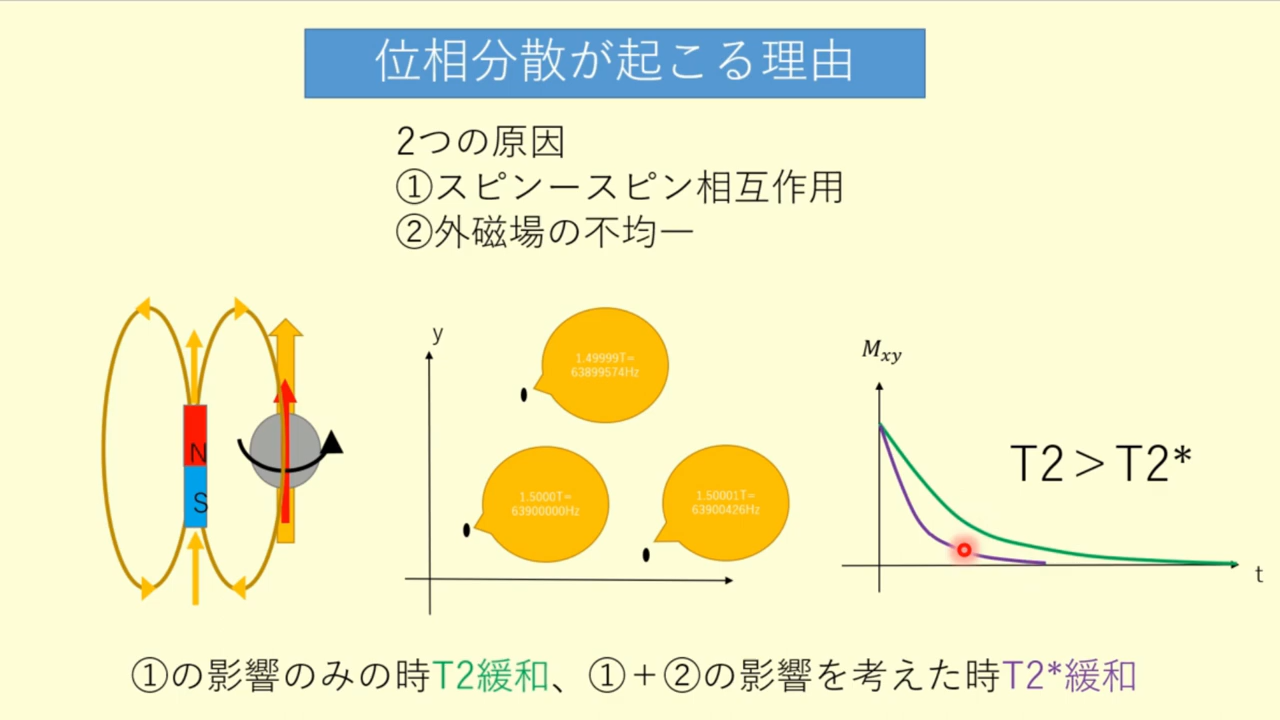 位相分散が起こる理由
2つの原因
①スピンースピン相互作用
②外磁場の不均一
N
S
y
1.49999T=
63899574Hz
1.5000T=
63900000Hz
1.50001T=
63900426Hz
Mxy
T2＞T2*
t
①の影響のみの時T2緩和、①＋②の影響を考えた時T2*緩和